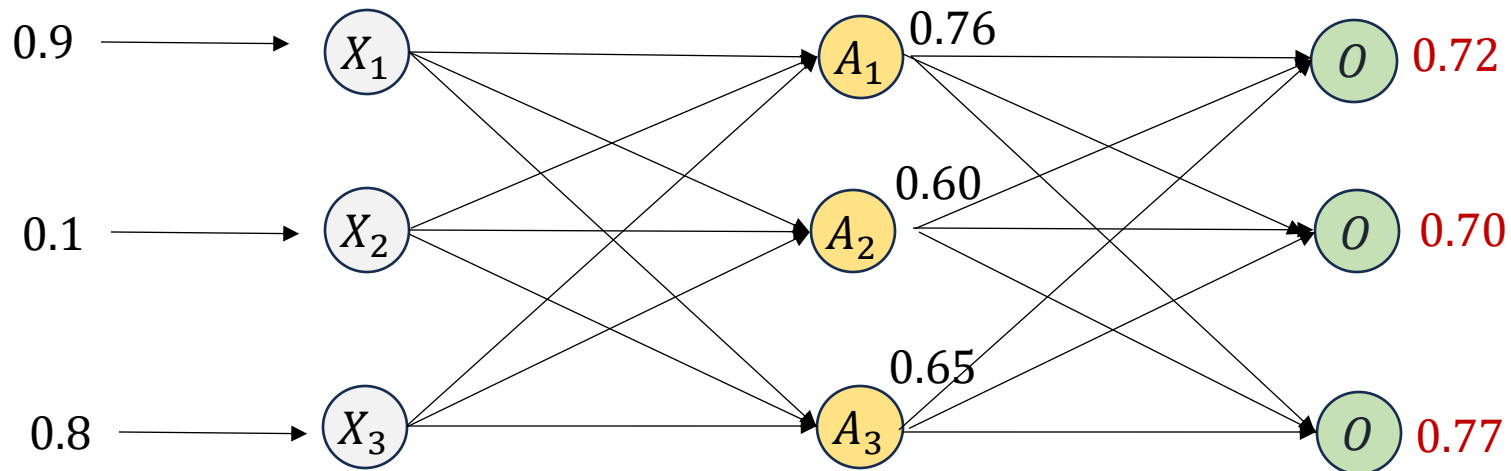 0.9 X₁ A₁ 0.76 O 0.72
0.1 X₂ A₂ 0.60 O 0.70
0.8 X₃ A₃ 0.65 O 0.77